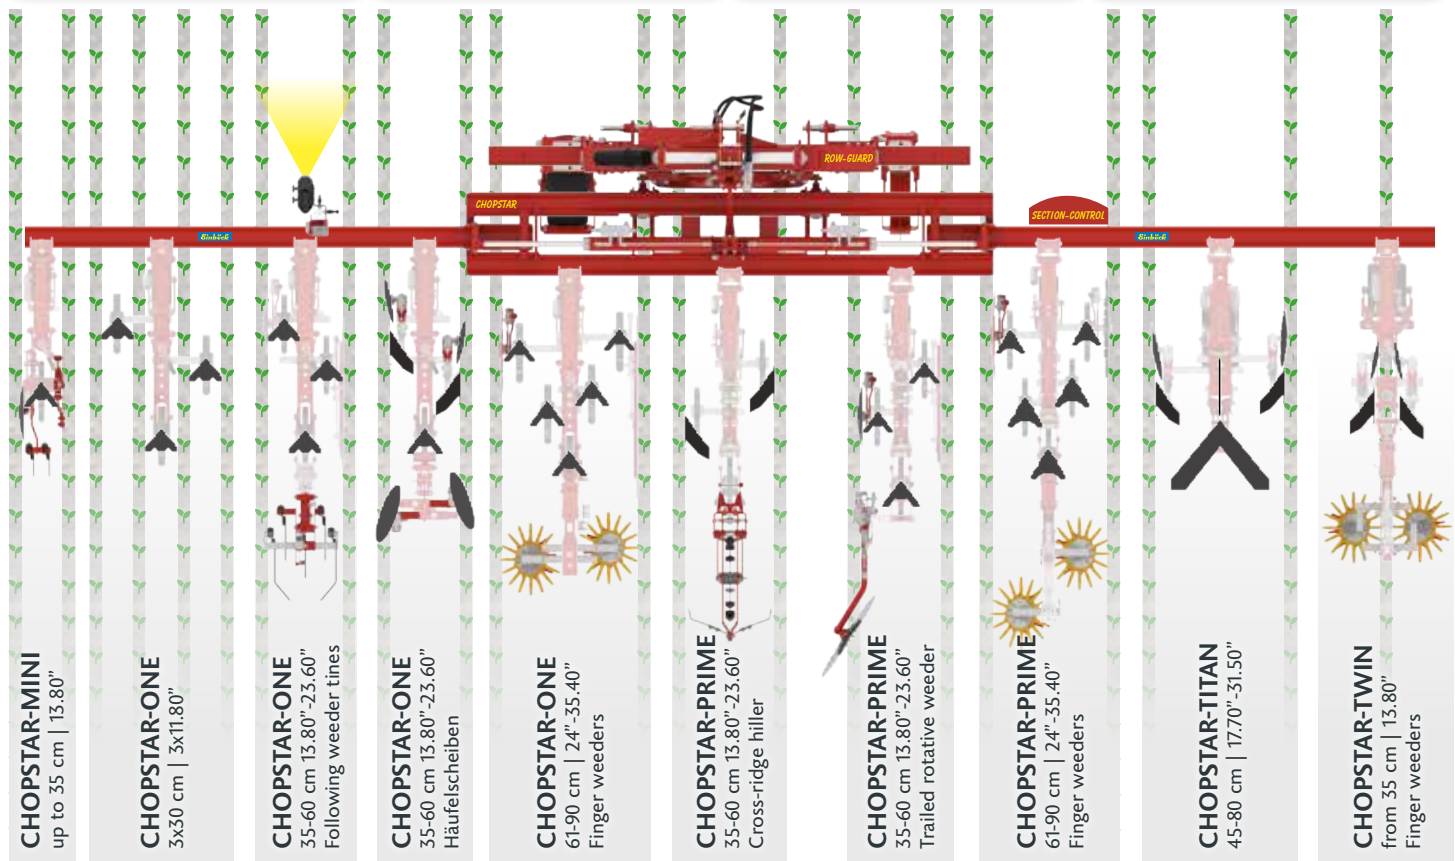 ROW-GUARD
CHOPSTAR
SECTION-CONTROL
Einböck
Einböck
CHOPSTAR-MINI
up to 35 cm | 13.80”
CHOPSTAR-ONE
3x30 cm | 3x11.80”
CHOPSTAR-ONE
35-60 cm 13.80”-23.60”
Following weeder tines
CHOPSTAR-ONE
35-60 cm 13.80”-23.60”
Häufelscheiben
CHOPSTAR-ONE
61-90 cm | 24”-35.40”
Finger weeders
CHOPSTAR-PRIME
35-60 cm 13.80”-23.60”
Cross-ridge hiller
CHOPSTAR-PRIME
35-60 cm 13.80”-23.60”
Trailed rotative weeder
CHOPSTAR-PRIME
61-90 cm | 24”-35.40”
Finger weeders
CHOPSTAR-TITAN
45-80 cm | 17.70”-31.50”
CHOPSTAR-TWIN
from 35 cm | 13.80”
Finger weeders